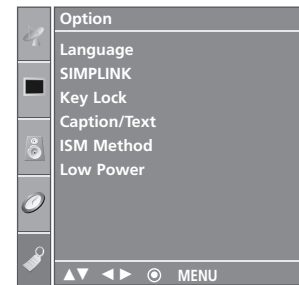 Option
Language
SIMPLINK
Key Lock
Caption/Text
ISM Method
Low Power
▲▼ ◄► ⦿ MENU